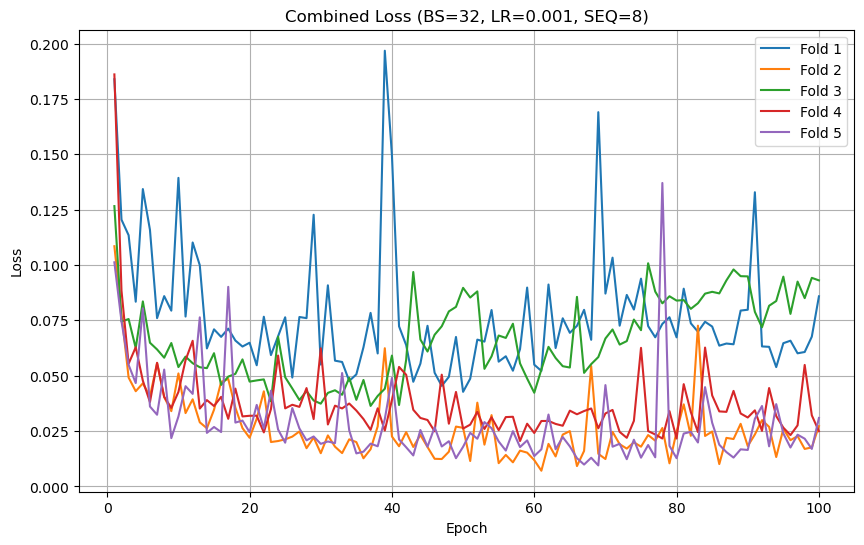 Combined Loss (BS=32, LR=0.001, SEQ=8)
Fold 1
Fold 2
Fold 3
Fold 4
Fold 5
Loss
0.200
0.175
0.150
0.125
0.100
0.075
0.050
0.025
0.000
0
20
40
60
80
100
Epoch